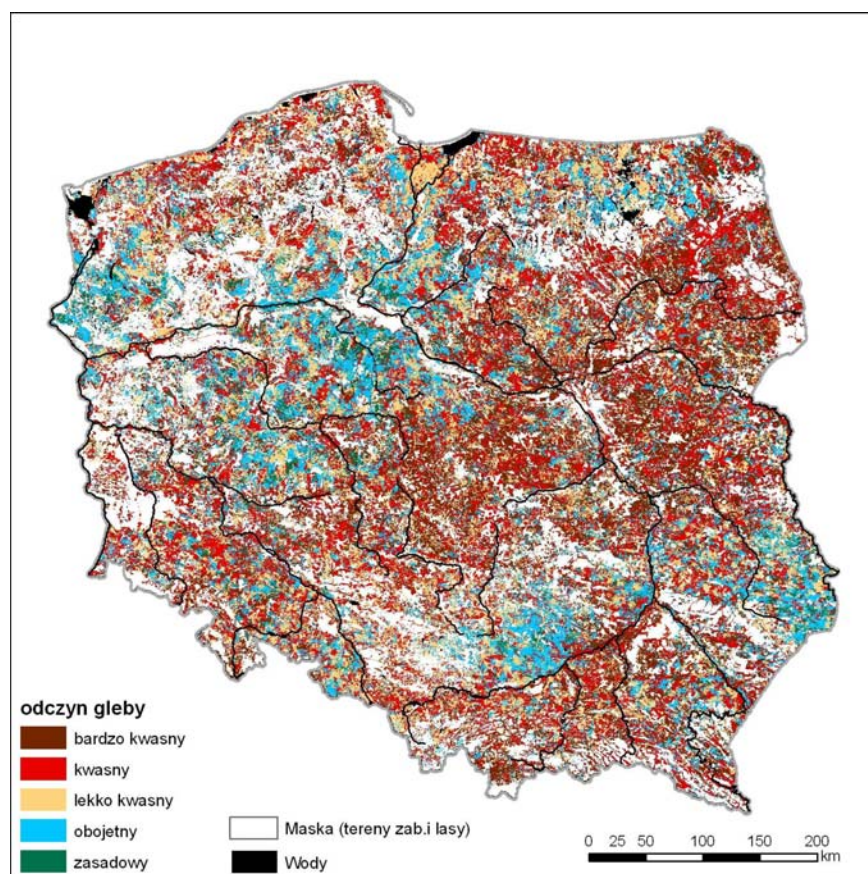 odczyn gleby
bardzo kwasny
kwasny
lekko kwasny
obojetny
zasadowy
Maska (tereny zab.i lasy)
Wody
0 25 50 100 150 200
km